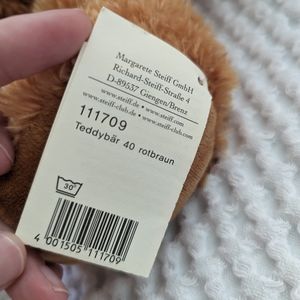 Margarete Steiff GmbH
Richard-Steiff-Straße 4
D-89537 Giengen/Brenz
www.steiff.de • www.steiff.com
steiff-club.de • www.steiff-club.com
111709
Teddybär 40 rotbraun
30°
4 001505 111709